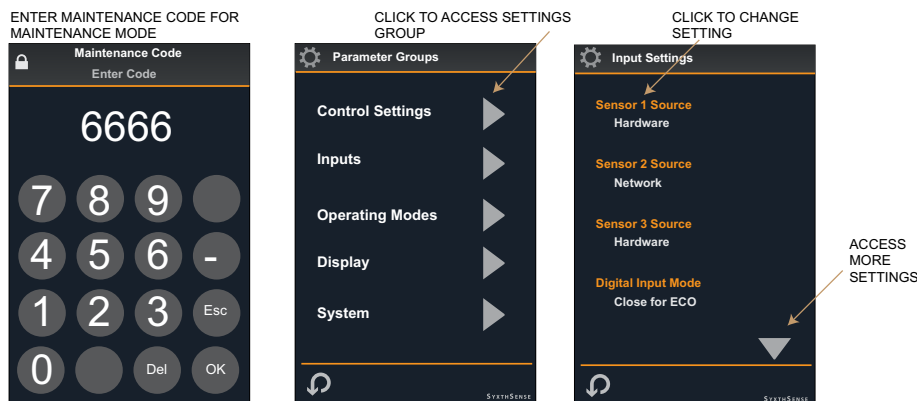 ENTER MAINTENANCE CODE FOR
MAINTENANCE MODE
Maintenance Code
Enter Code
6666
7 8 9
4 5 6 -
1 2 3 Esc
0 Del OK
CLICK TO ACCESS SETTINGS
GROUP
Parameter Groups
Control Settings
Inputs
Operating Modes
Display
System
SYXTHSENSE
CLICK TO CHANGE
SETTING
Input Settings
Sensor 1 Source
Hardware
Sensor 2 Source
Network
Sensor 3 Source
Hardware
Digital Input Mode
Close for ECO
SYXTHSENSE
ACCESS
MORE
SETTINGS